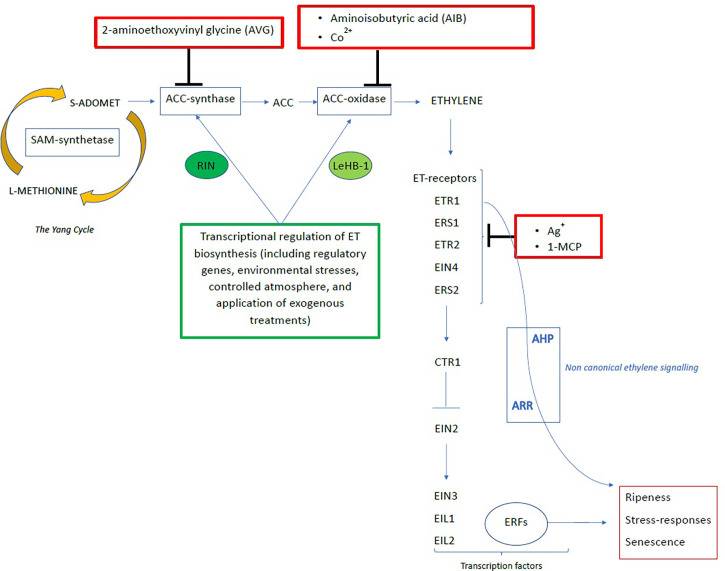 2-aminoethoxyvinyl glycine (AVG)
• Aminoisobutyric acid (AIB)
• Co2+
S-ADOMET
ACC-synthase
ACC
ACC-oxidase
ETHYLENE
SAM-synthetase
L-METHIONINE
The Yang Cycle
RIN
LeHB-1
Transcriptional regulation of ET
biosynthesis (including regulatory
genes, environmental stresses,
controlled atmosphere, and
application of exogenous
treatments)
ET-receptors
ETR1
ERS1
ETR2
EIN4
ERS2
• Ag+
• 1-MCP
CTR1
AHP
Non canonical ethylene signalling
ARR
EIN2
EIN3
EIL1
EIL2
ERFs
Transcription factors
Ripeness
Stress-responses
Senescence